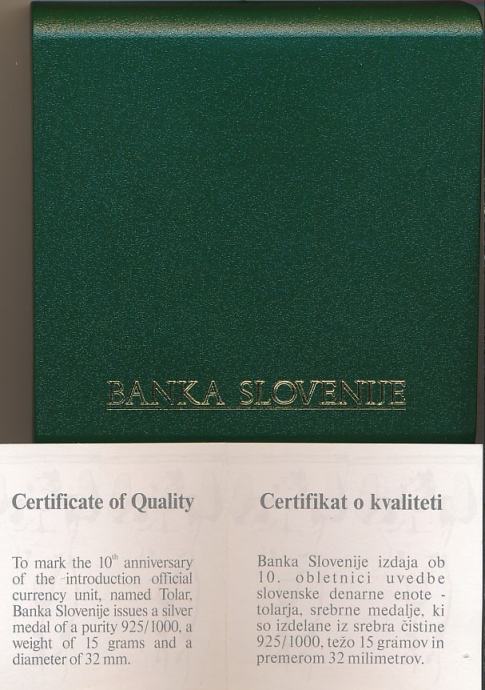 BANKA SLOVENIJE
Certificate of Quality
To mark the 10th anniversary
of the introduction official
currency unit, named Tolar,
Banka Slovenije issues a silver
medal of a purity 925/1000, a
weight of 15 grams and a
diameter of 32 mm.
Certifikat o kvaliteti
Banka Slovenije izdaja ob
10. obletnici uvedbe
slovenske denarne enote -
tolarja, srebrne medalje, ki
so izdelane iz srebra čistine
925/1000, težo 15 gramov in
premerom 32 milimetrov.